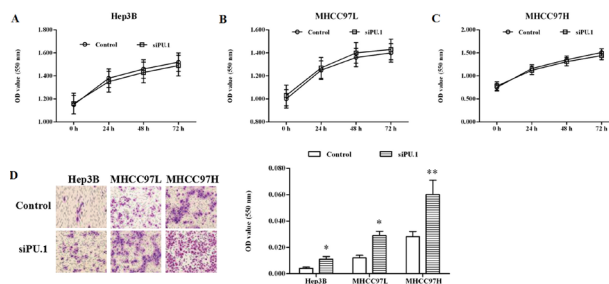 A
Hep3B
OD value (550 nm)
1.800
1.600
1.400
1.200
1.000
Control
siPU.1
0 h
24 h
48 h
72 h
B
MHCC97L
OD value (550 nm)
1.800
1.600
1.400
1.200
1.000
0.800
Control
siPU.1
0 h
24 h
48 h
72 h
C
MHCC97H
OD value (550 nm)
2.500
2.000
1.500
1.000
0.500
0.000
Control
siPU.1
0 h
24 h
48 h
72 h
D
Hep3B MHCC97L MHCC97H
Control
siPU.1
Control
siPU.1
OD value (550 nm)
0.080
0.060
0.040
0.020
0.000
*
*
**
Hep3B
MHCC97L
MHCC97H